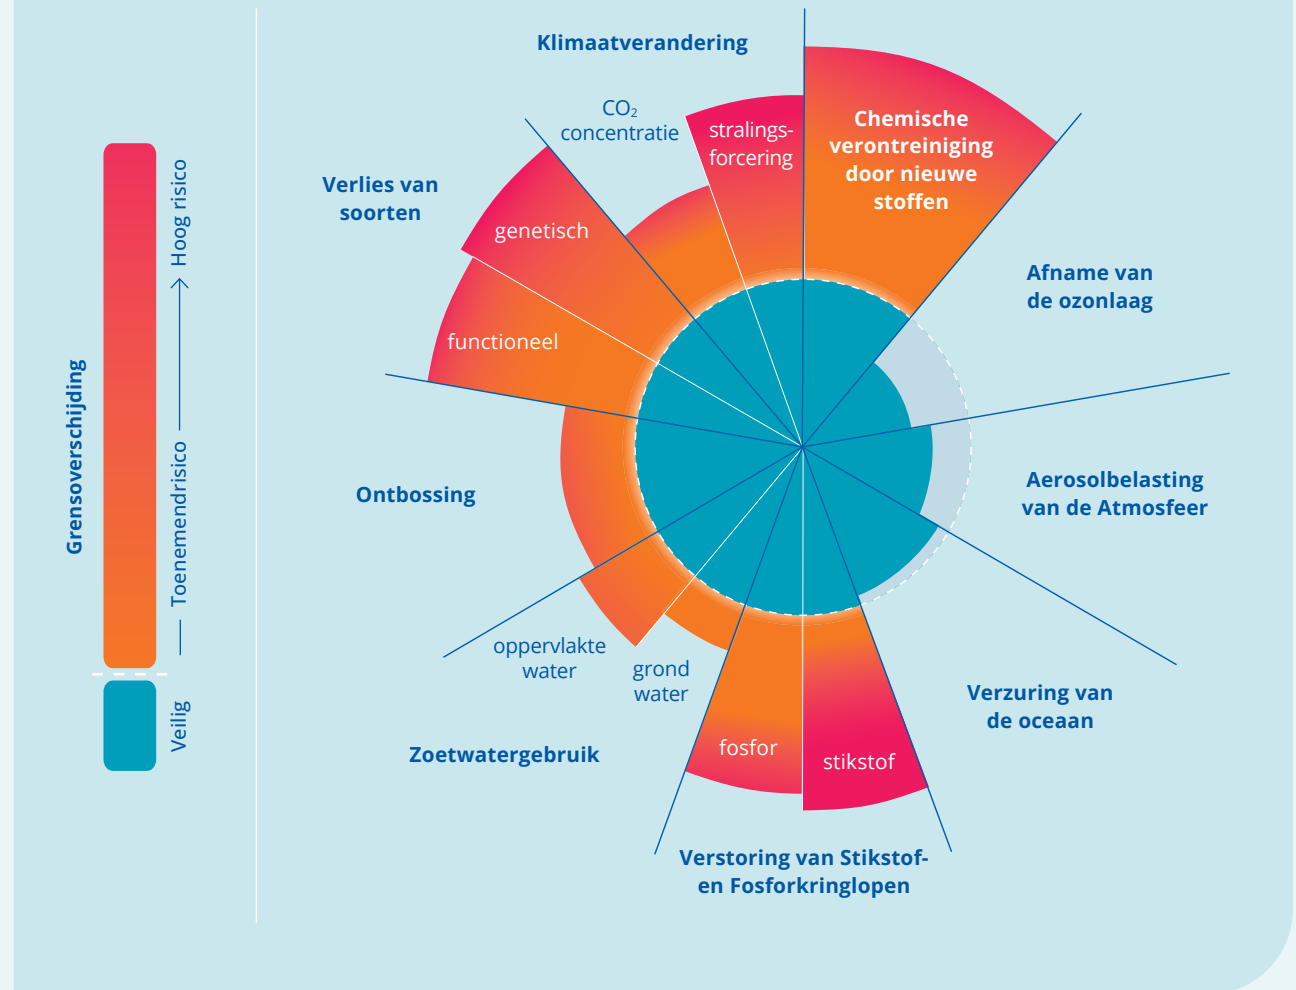 Grensoverschijding
Hoog risico
Toenemendrisico
Veilig
Klimaatverandering
CO₂
concentratie
stralings-
forcering
Chemische
verontreiniging
door nieuwe
stoffen
Verlies van
soorten
genetisch
functioneel
Afname van
de ozonlaag
Ontbossing
Aerosolbelasting
van de Atmosfeer
oppervlakte
water
grond
water
Zoetwatergebruik
fosfor
stikstof
Verzuring van
de oceaan
Verstoring van Stikstof-
en Fosforkringlopen